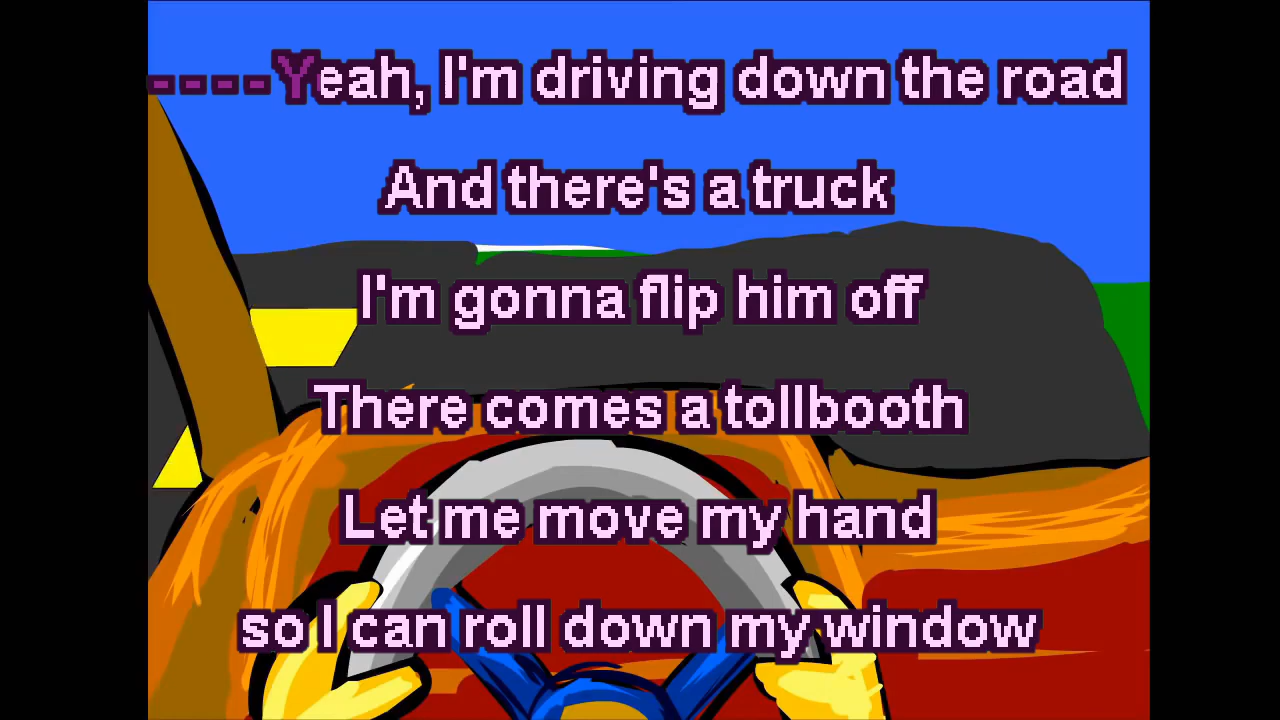 ----Yeah, I'm driving down the road
And there's a truck
I'm gonna flip him off
There comes a tollbooth
Let me move my hand
so I can roll down my window